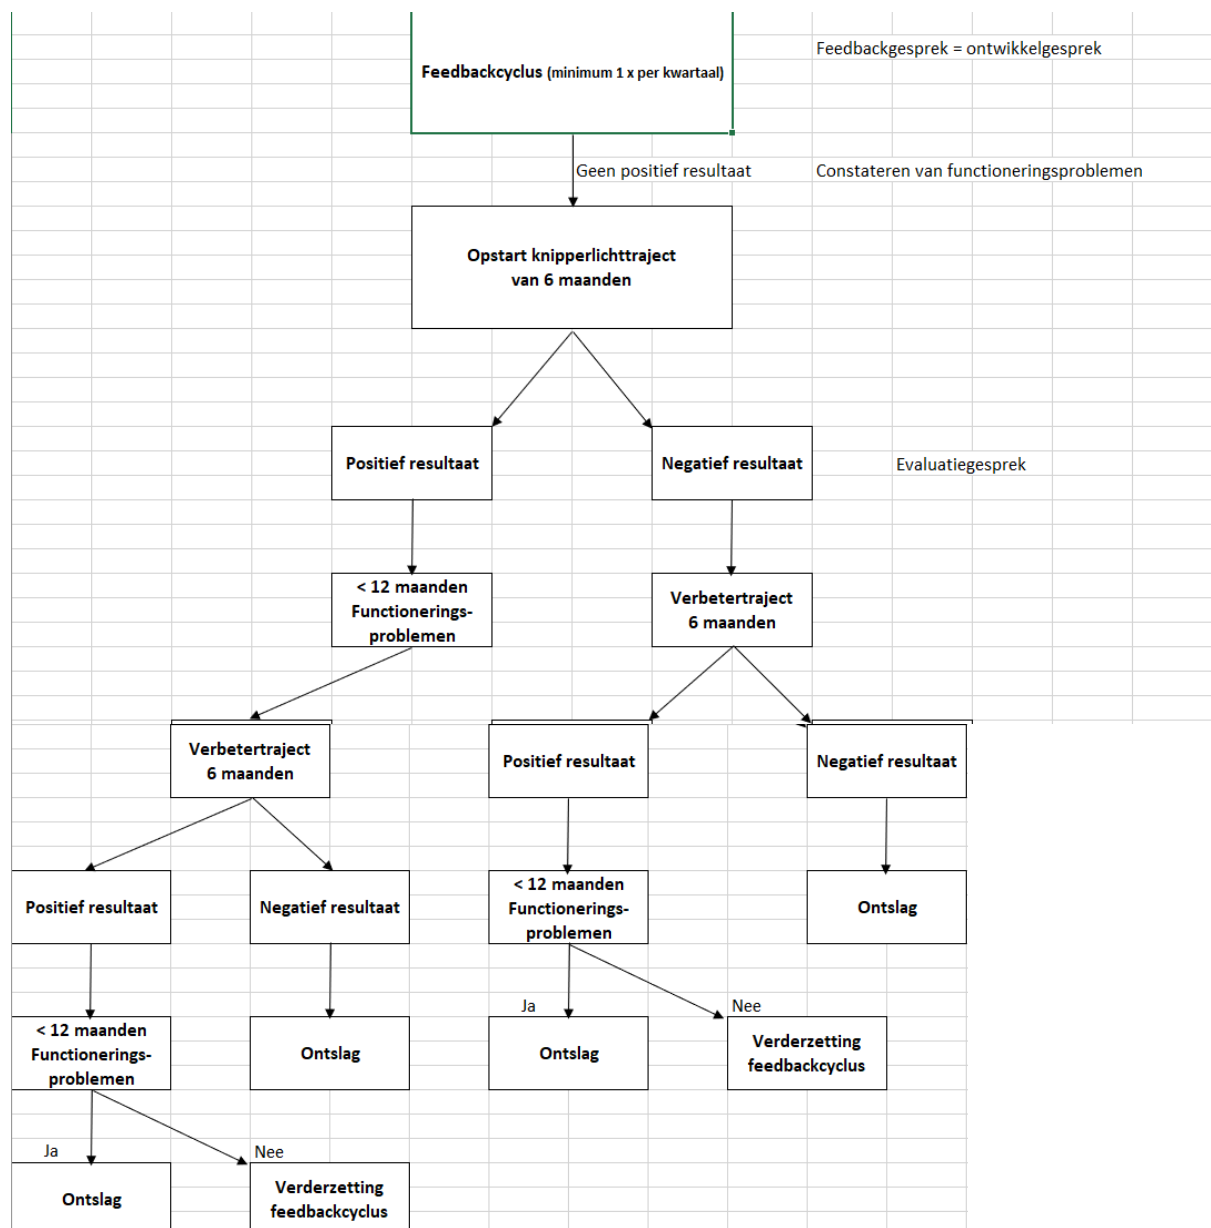 Feedbackgesprek = ontwikkelgesprek
Feedbackcyclus (minimum 1 x per kwartaal)
Geen positief resultaat
Constateren van functioneringsproblemen
Opstart knipperlichttraject
van 6 maanden
Positief resultaat
Negatief resultaat
Evaluatiegesprek
< 12 maanden
Functionerings-
problemen
Verbetertraject
6 maanden
Verbetertraject
6 maanden
Positief resultaat
Negatief resultaat
Positief resultaat
Negatief resultaat
< 12 maanden
Functionerings-
problemen
Ontslag
Ja
Nee
< 12 maanden
Functionerings-
problemen
Ontslag
Ontslag
Verderzetting
feedbackcyclus
Ja
Nee
Ontslag
Verderzetting
feedbackcyclus